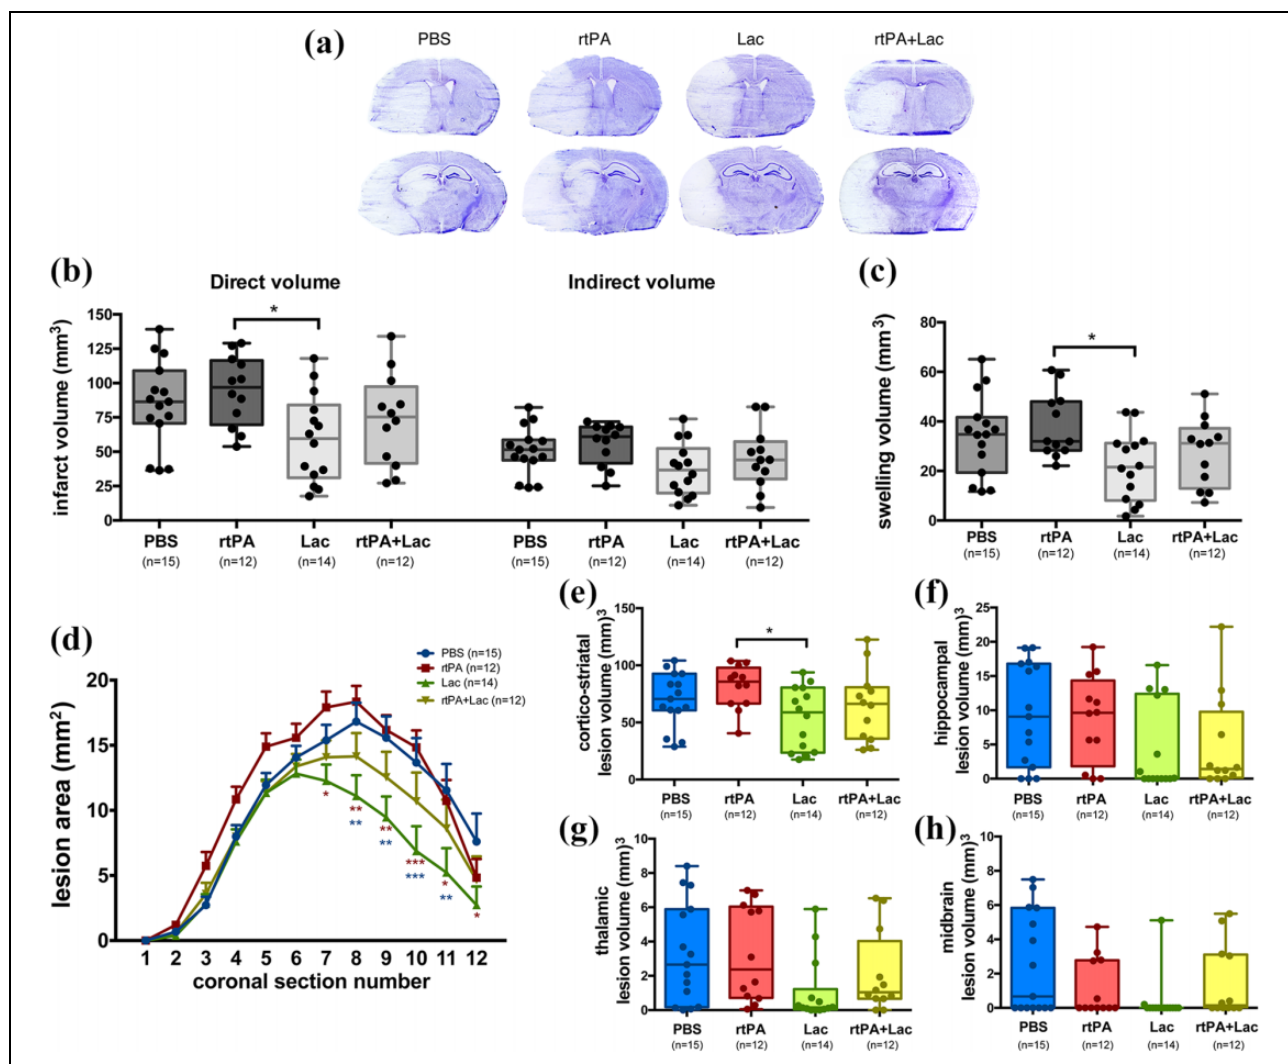 (a)
PBS rtPA Lac rtPA+Lac
(b)
Direct volume Indirect volume
infarct volume (mm3)
150
125
100
75
50
25
0
*
PBS rtPA Lac rtPA+Lac PBS rtPA Lac rtPA+Lac
(n=15) (n=12) (n=14) (n=12) (n=15) (n=12) (n=14) (n=12)
(c)
swelling volume (mm3)
80
60
40
20
0
*
PBS rtPA Lac rtPA+Lac
(n=15) (n=12) (n=14) (n=12)
(d)
PBS (n=15)
rtPA (n=12)
Lac (n=14)
rtPA+Lac (n=12)
lesion area (mm2)
20
15
10
5
0
* ** ** *** * *
** ** *** **
1 2 3 4 5 6 7 8 9 10 11 12
coronal section number
(e)
cortico-striatal
lesion volume (mm)3
150
100
50
0
*
PBS rtPA Lac rtPA+Lac
(n=15) (n=12) (n=14) (n=12)
(f)
hippocampal
lesion volume (mm)3
25
20
15
10
5
0
PBS rtPA Lac rtPA+Lac
(n=15) (n=12) (n=14) (n=12)
(g)
thalamic
lesion volume (mm)3
8
6
4
2
0
PBS rtPA Lac rtPA+Lac
(n=15) (n=12) (n=14) (n=12)
(h)
midbrain
lesion volume (mm)3
8
6
4
2
0
PBS rtPA Lac rtPA+Lac
(n=15) (n=12) (n=14) (n=12)